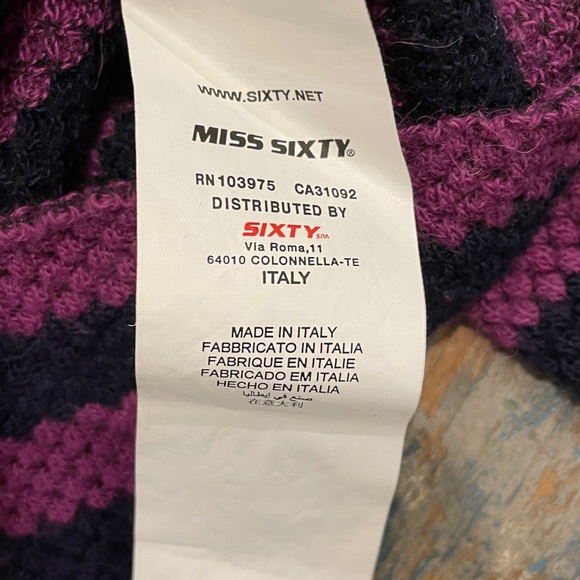 WWW.SIXTY.NET
MISS SIXTY®
RN103975 CA31092
DISTRIBUTED BY
SIXTY SPA
Via Roma,11
64010 COLONNELLA-TE
ITALY
MADE IN ITALY
FABBRICATO IN ITALIA
FABRIQUE EN ITALIE
FABRICADO EM ITALIA
HECHO EN ITALIA
صنع في إيطاليا
在意大利